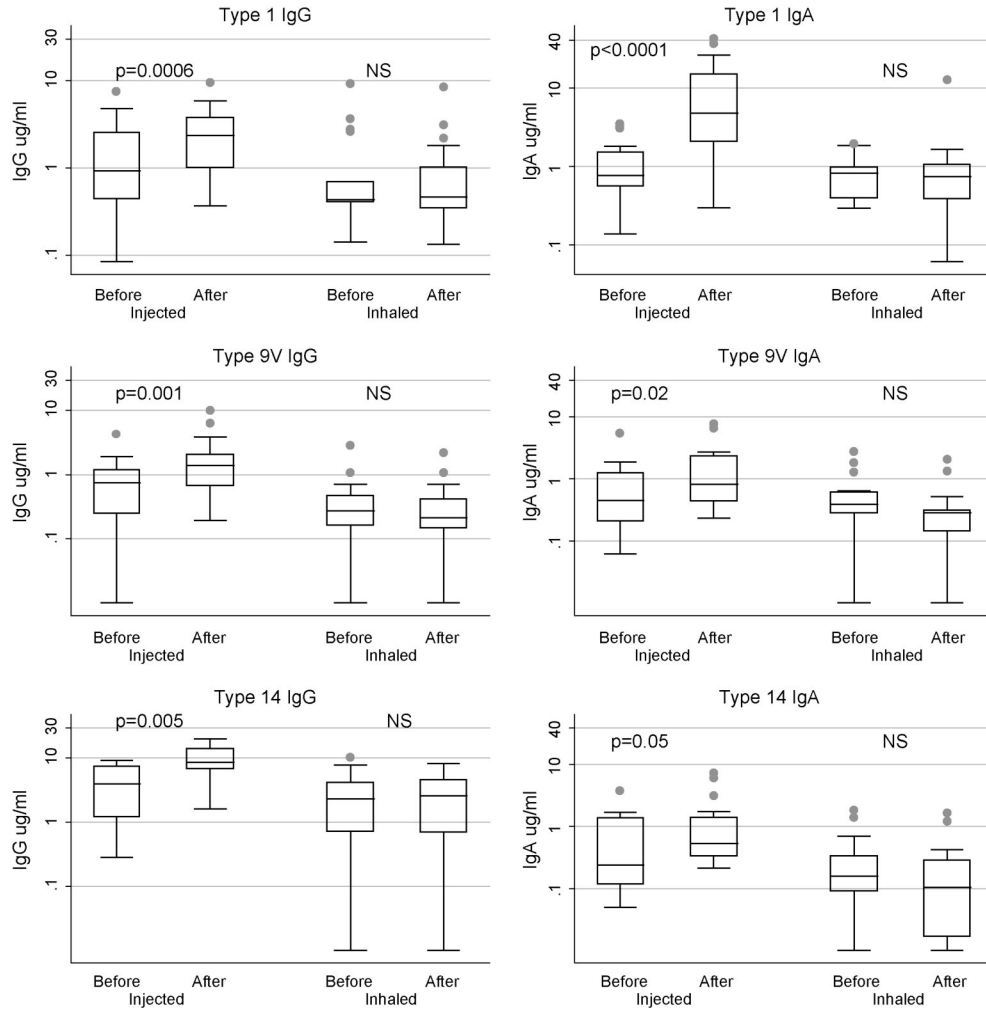 Type 1 IgG
30
10
1
.1
IgG ug/ml
p=0.0006
NS
Before
After
Before
After
Injected
Inhaled
Type 1 IgA
40
10
1
.1
IgA ug/ml
p<0.0001
NS
Before
After
Before
After
Injected
Inhaled
Type 9V IgG
30
10
1
.1
IgG ug/ml
p=0.001
NS
Before
After
Before
After
Injected
Inhaled
Type 9V IgA
40
10
1
.1
IgA ug/ml
p=0.02
NS
Before
After
Before
After
Injected
Inhaled
Type 14 IgG
30
10
1
.1
IgG ug/ml
p=0.005
NS
Before
After
Before
After
Injected
Inhaled
Type 14 IgA
40
10
1
.1
IgA ug/ml
p=0.05
NS
Before
After
Before
After
Injected
Inhaled